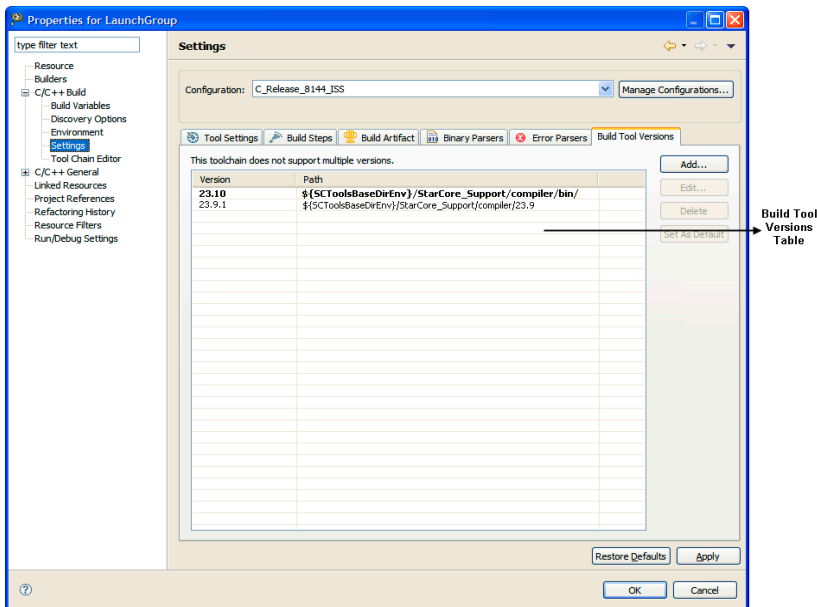 Properties for LaunchGroup
type filter text
Resource
Builders
C/C++ Build
Build Variables
Discovery Options
Environment
Settings
Tool Chain Editor
C/C++ General
Linked Resources
Project References
Refactoring History
Resource Filters
Run/Debug Settings
Settings
Configuration: C_Release_8144_ISS Manage Configurations...
Tool Settings Build Steps Build Artifact Binary Parsers Error Parsers Build Tool Versions
This toolchain does not support multiple versions.
Version Path
23.10 ${SCToolsBaseDirEnv}/StarCore_Support/compiler/bin/
23.9.1 ${SCToolsBaseDirEnv}/StarCore_Support/compiler/23.9
Add...
Edit...
Delete
Set As Default
Build Tool
Versions
Table
Restore Defaults Apply
OK Cancel